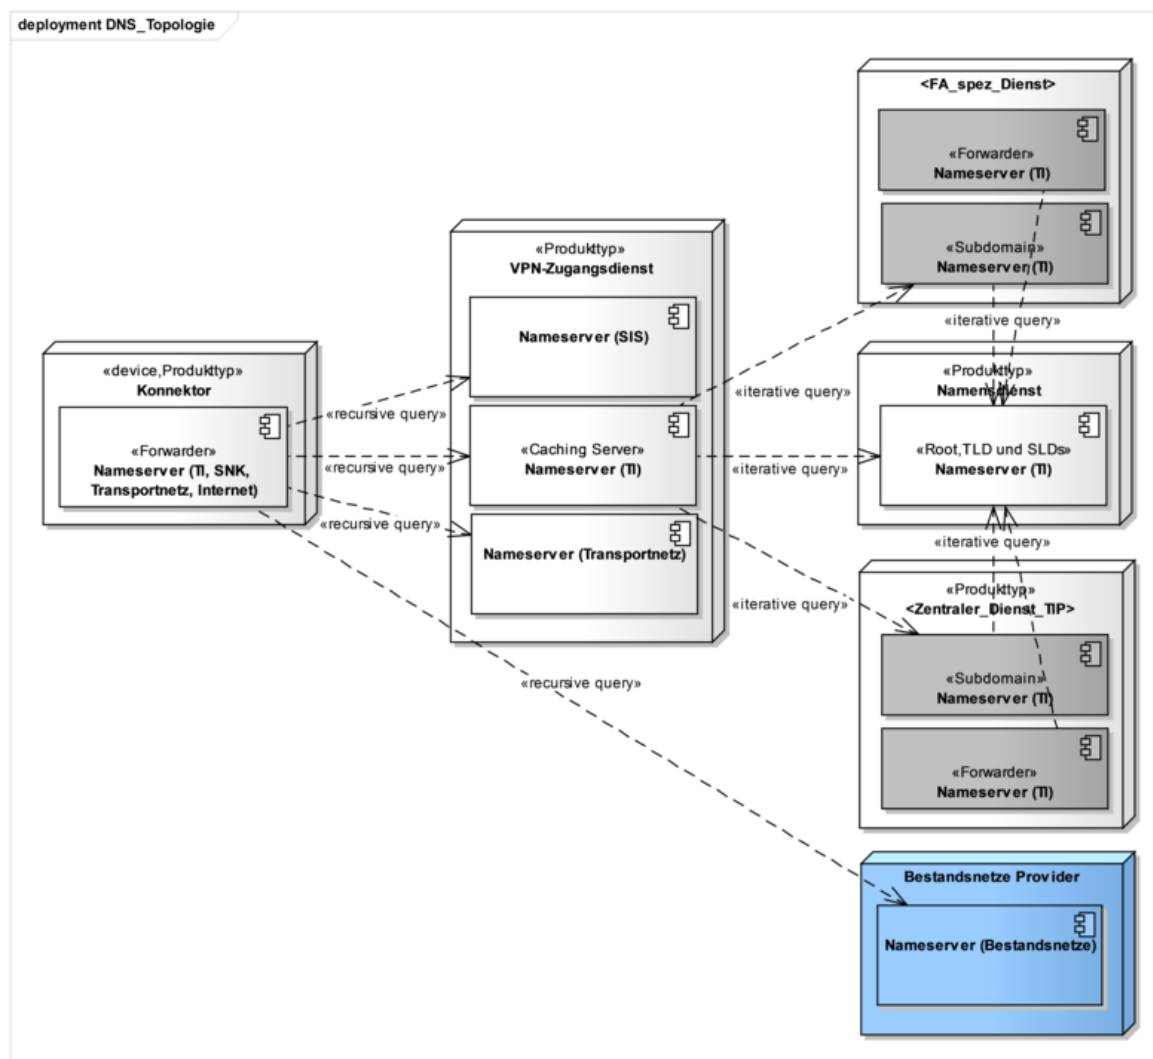 deployment DNS_Topologie
<FA_spez_Dienst>
«Forwarder»
Nameserver (TI)
«Subdomain»
Nameserver (TI)
«iterative query»
«Produkttyp»
VPN-Zugangsdienst
Nameserver (SIS)
«Caching Server»
Nameserver (TI)
Nameserver (Transportnetz)
«device,Produkttyp»
Konnektor
«Forwarder»
Nameserver (TI, SNK,
Transportnetz, Internet)
«recursive query»
«recursive query»
«recursive query»
«recursive query»
«iterative query»
«iterative query»
«iterative query»
«Produkttyp»
Namensdienst
«Root,TLD und SLDs»
Nameserver (TI)
«iterative query»
«Produkttyp»
<Zentraler_Dienst_TIP>
«Subdomain»
Nameserver (TI)
«Forwarder»
Nameserver (TI)
Bestandsnetze Provider
Nameserver (Bestandsnetze)